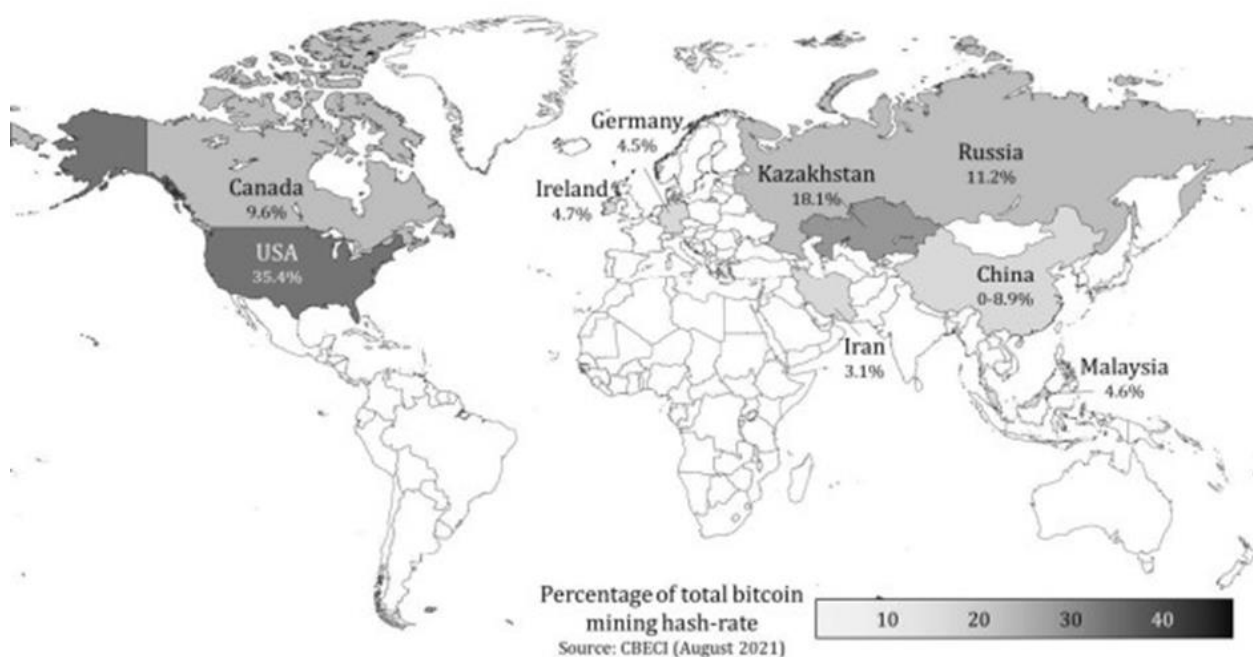 Germany
4.5%
Ireland
4.7%
Kazakhstan
18.1%
Russia
11.2%
Canada
9.6%
USA
35.4%
China
0-8.9%
Iran
3.1%
Malaysia
4.6%
Percentage of total bitcoin
mining hash-rate
Source: CBECI (August 2021)
10 20 30 40